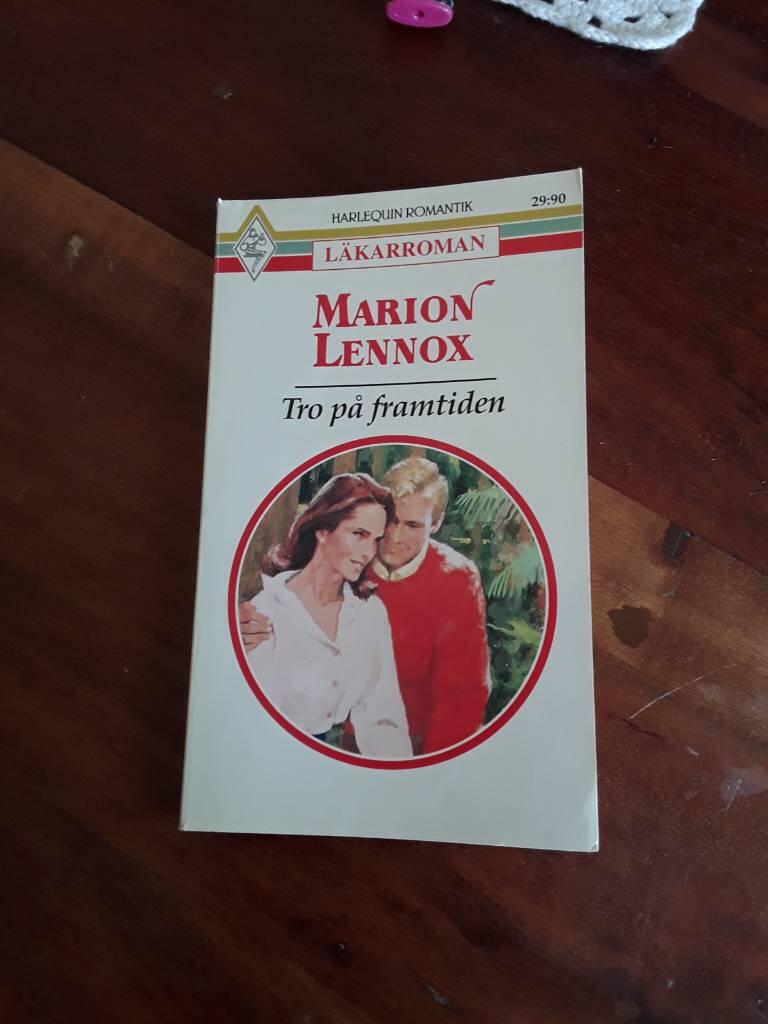 HARLEQUIN ROMANTIK
29:90
LÄKARROMAN
MARION
LENNOX
Tro på framtiden